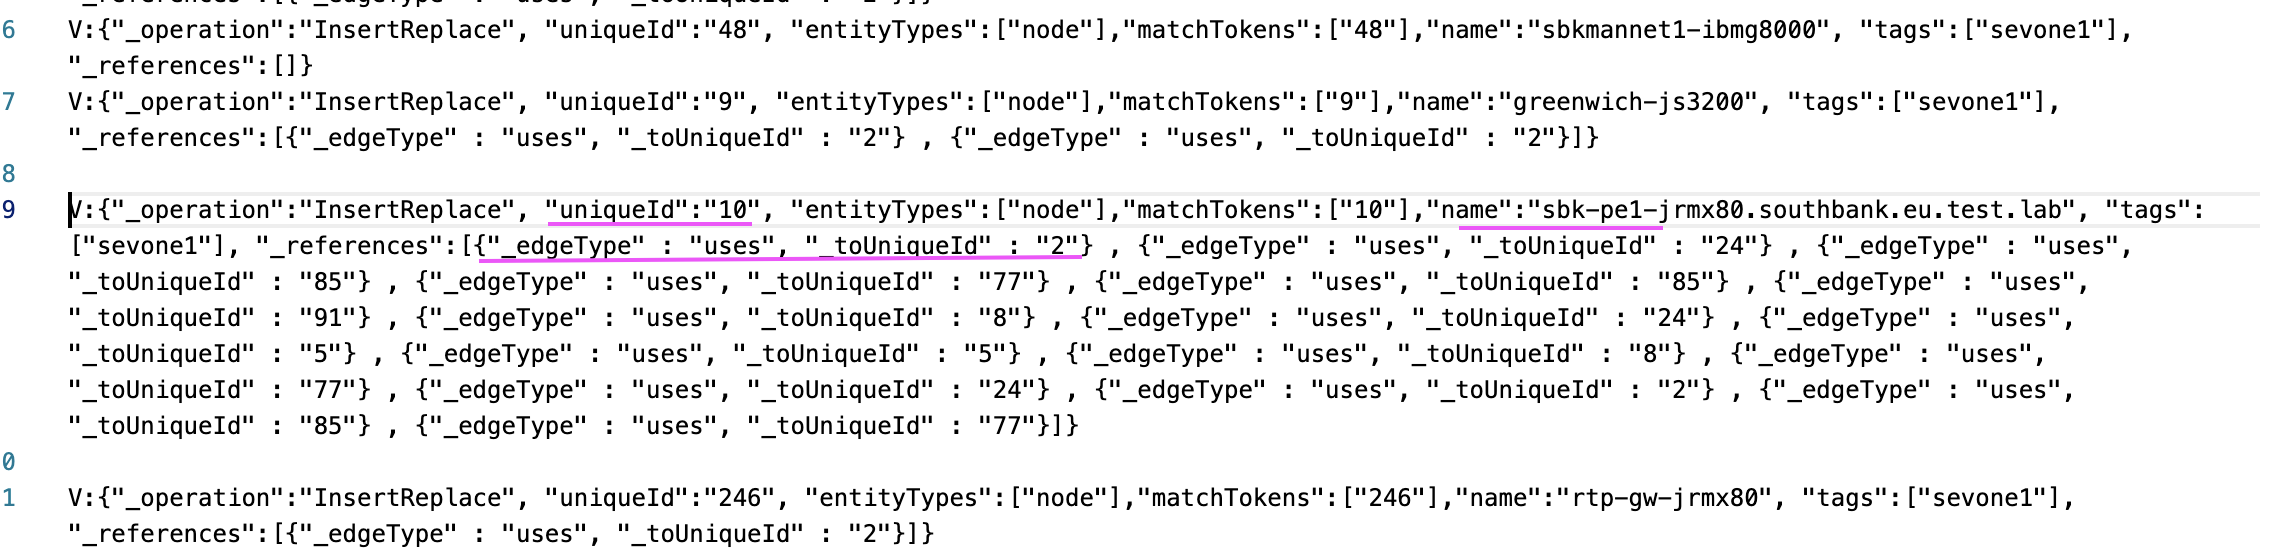 "_references":[{"_edgeType" : "uses", "_toUniqueId" : "2"}]}
6 V:{"_operation":"InsertReplace", "uniqueId":"48", "entityTypes":["node"],"matchTokens":["48"],"name":"sbkmannet1-ibmg8000", "tags":["sevone1"],
"_references":[]}
7 V:{"_operation":"InsertReplace", "uniqueId":"9", "entityTypes":["node"],"matchTokens":["9"],"name":"greenwich-js3200", "tags":["sevone1"],
"_references":[{"_edgeType" : "uses", "_toUniqueId" : "2"} , {"_edgeType" : "uses", "_toUniqueId" : "2"}]}
8
9 V:{"_operation":"InsertReplace", "uniqueId":"10", "entityTypes":["node"],"matchTokens":["10"],"name":"sbk-pe1-jrmx80.southbank.eu.test.lab", "tags":
["sevone1"], "_references":[{"_edgeType" : "uses", "_toUniqueId" : "2"} , {"_edgeType" : "uses", "_toUniqueId" : "24"} , {"_edgeType" : "uses",
"_toUniqueId" : "85"} , {"_edgeType" : "uses", "_toUniqueId" : "77"} , {"_edgeType" : "uses", "_toUniqueId" : "85"} , {"_edgeType" : "uses",
"_toUniqueId" : "91"} , {"_edgeType" : "uses", "_toUniqueId" : "8"} , {"_edgeType" : "uses", "_toUniqueId" : "24"} , {"_edgeType" : "uses",
"_toUniqueId" : "5"} , {"_edgeType" : "uses", "_toUniqueId" : "5"} , {"_edgeType" : "uses", "_toUniqueId" : "8"} , {"_edgeType" : "uses",
"_toUniqueId" : "77"} , {"_edgeType" : "uses", "_toUniqueId" : "24"} , {"_edgeType" : "uses", "_toUniqueId" : "2"} , {"_edgeType" : "uses",
"_toUniqueId" : "85"} , {"_edgeType" : "uses", "_toUniqueId" : "77"}]}
0
1 V:{"_operation":"InsertReplace", "uniqueId":"246", "entityTypes":["node"],"matchTokens":["246"],"name":"rtp-gw-jrmx80", "tags":["sevone1"],
"_references":[{"_edgeType" : "uses", "_toUniqueId" : "2"}]}